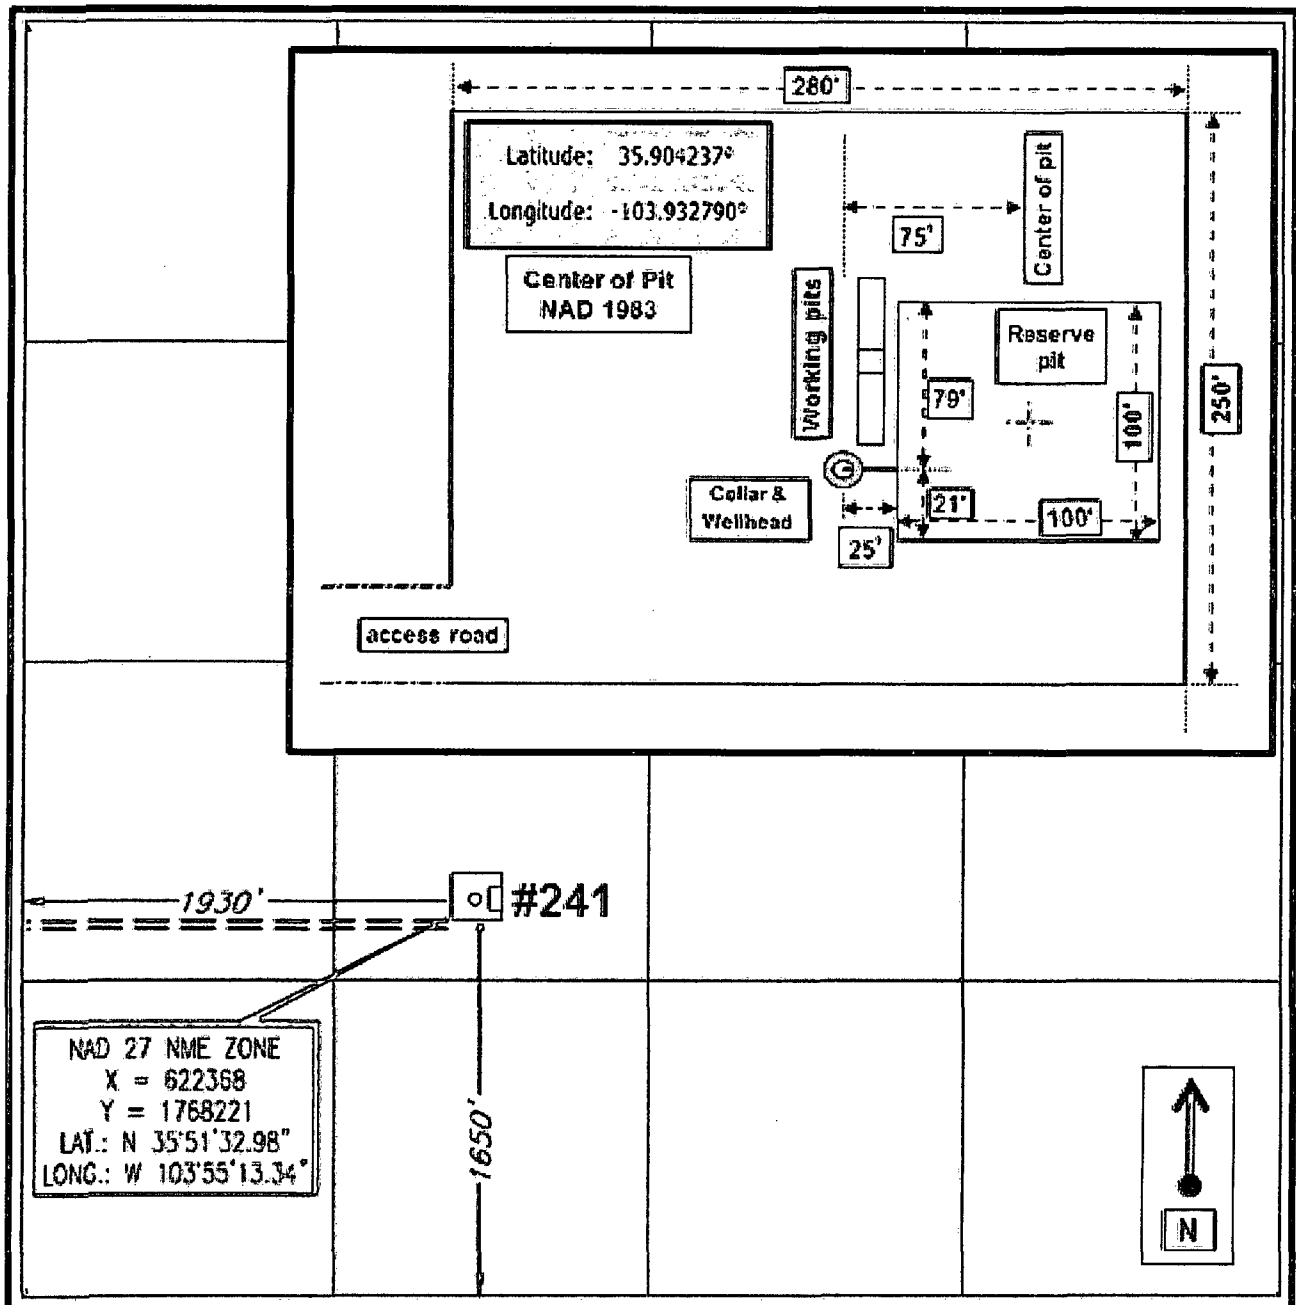 280'
Latitude: 35.904237°
Longitude: -103.932790°
Center of Pit
NAD 1983
75'
Center of pit
Working pits
Reserve
pit
79'
100'
250'
Collar &
Wellhead
21'
100'
25'
access road
1930'
#241
NAD 27 NME ZONE
X = 622368
Y = 1768221
LAT.: N 35°51'32.98"
LONG.: W 103°55'13.34"
1650'
N